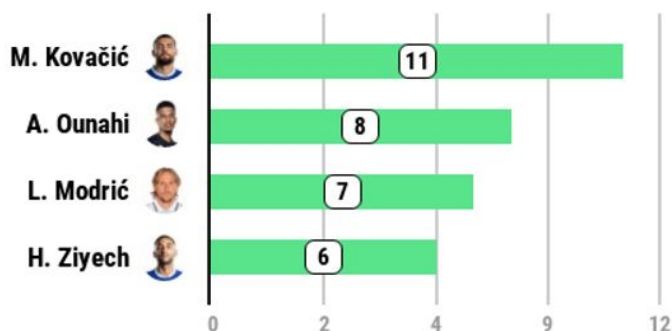 M. Kovačić 11
A. Ounahi 8
L. Modrić 7
H. Ziyech 6
0 2 4 9 12